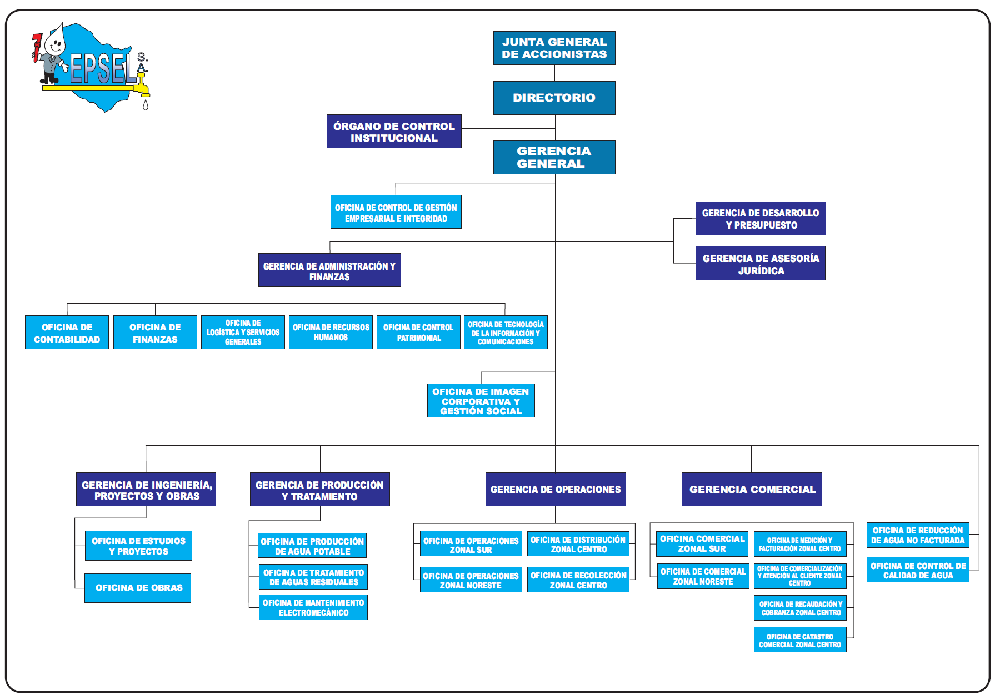 EPSEL S.
A.
JUNTA GENERAL
DE ACCIONISTAS
DIRECTORIO
ÓRGANO DE CONTROL
INSTITUCIONAL
GERENCIA
GENERAL
OFICINA DE CONTROL DE GESTIÓN
EMPRESARIAL E INTEGRIDAD
GERENCIA DE DESARROLLO
Y PRESUPUESTO
GERENCIA DE ASESORÍA
JURÍDICA
GERENCIA DE ADMINISTRACIÓN Y
FINANZAS
OFICINA DE
CONTABILIDAD
OFICINA DE
FINANZAS
OFICINA DE
LOGÍSTICA Y SERVICIOS
GENERALES
OFICINA DE RECURSOS
HUMANOS
OFICINA DE CONTROL
PATRIMONIAL
OFICINA DE TECNOLOGÍA
DE LA INFORMACIÓN Y
COMUNICACIONES
OFICINA DE IMAGEN
CORPORATIVA Y
GESTIÓN SOCIAL
GERENCIA DE INGENIERÍA,
PROYECTOS Y OBRAS
GERENCIA DE PRODUCCIÓN
Y TRATAMIENTO
GERENCIA DE OPERACIONES
GERENCIA COMERCIAL
OFICINA DE ESTUDIOS
Y PROYECTOS
OFICINA DE OBRAS
OFICINA DE PRODUCCIÓN
DE AGUA POTABLE
OFICINA DE TRATAMIENTO
DE AGUAS RESIDUALES
OFICINA DE MANTENIMIENTO
ELECTROMECÁNICO
OFICINA DE OPERACIONES
ZONAL SUR
OFICINA DE DISTRIBUCIÓN
ZONAL CENTRO
OFICINA DE OPERACIONES
ZONAL NORESTE
OFICINA DE RECOLECCIÓN
ZONAL CENTRO
OFICINA COMERCIAL
ZONAL SUR
OFICINA DE COMERCIAL
ZONAL NORESTE
OFICINA DE MEDICIÓN Y
FACTURACIÓN ZONAL CENTRO
OFICINA DE COMERCIALIZACIÓN
Y ATENCIÓN AL CLIENTE ZONAL
CENTRO
OFICINA DE RECAUDACIÓN Y
COBRANZA ZONAL CENTRO
OFICINA DE CATASTRO
COMERCIAL ZONAL CENTRO
OFICINA DE REDUCCIÓN
DE AGUA NO FACTURADA
OFICINA DE CONTROL DE
CALIDAD DE AGUA